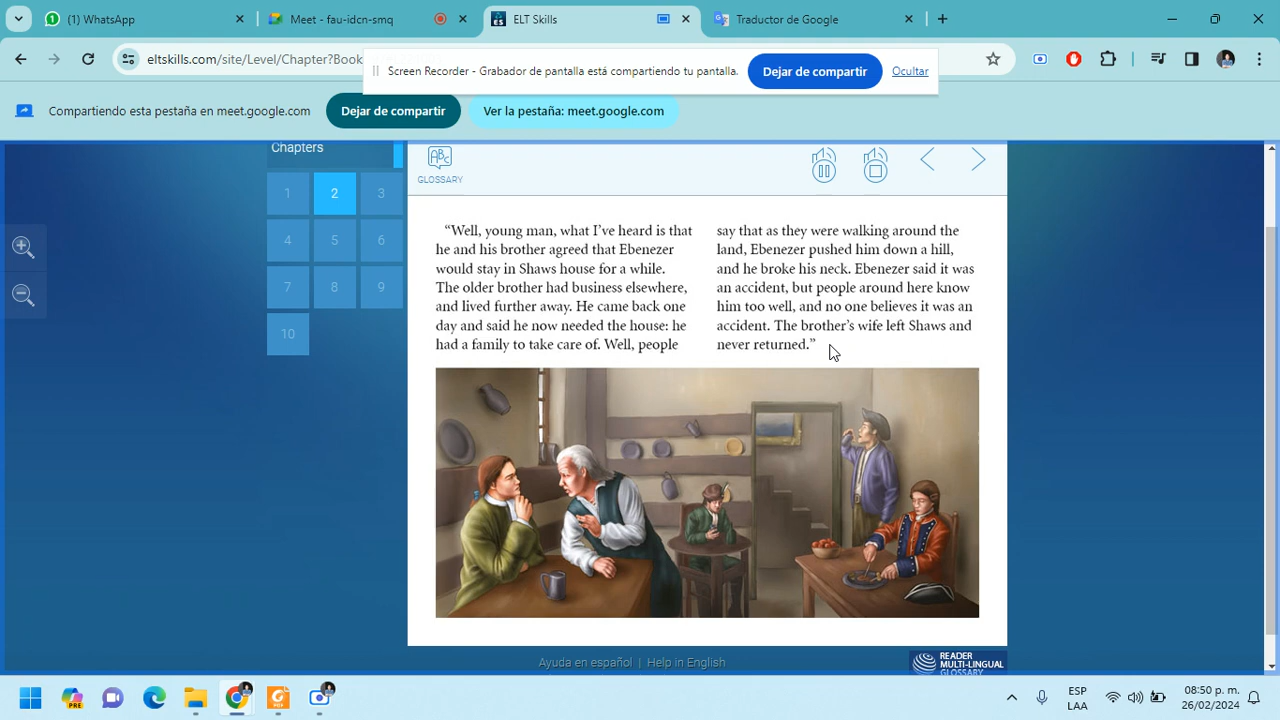 (1) WhatsApp
Meet - fau-idcn-smq
ELT Skills
Traductor de Google
eltskills.com/site/Level/Chapter?Book
Screen Recorder - Grabador de pantalla está compartiendo tu pantalla.
Dejar de compartir
Ocultar
Compartiendo esta pestaña en meet.google.com
Dejar de compartir
Ver la pestaña: meet.google.com
Chapters
1 2 3
4 5 6
7 8 9
10
ABC
GLOSSARY
“Well, young man, what I’ve heard is that
he and his brother agreed that Ebenezer
would stay in Shaws house for a while.
The older brother had business elsewhere,
and lived further away. He came back one
day and said he now needed the house: he
had a family to take care of. Well, people
say that as they were walking around the
land, Ebenezer pushed him down a hill,
and he broke his neck. Ebenezer said it was
an accident, but people around here know
him too well, and no one believes it was an
accident. The brother’s wife left Shaws and
never returned.”
Ayuda en español | Help in English
READER
MULTI-LINGUAL
GLOSSARY
PRE
ESP
LAA
08:50 p. m.
26/02/2024